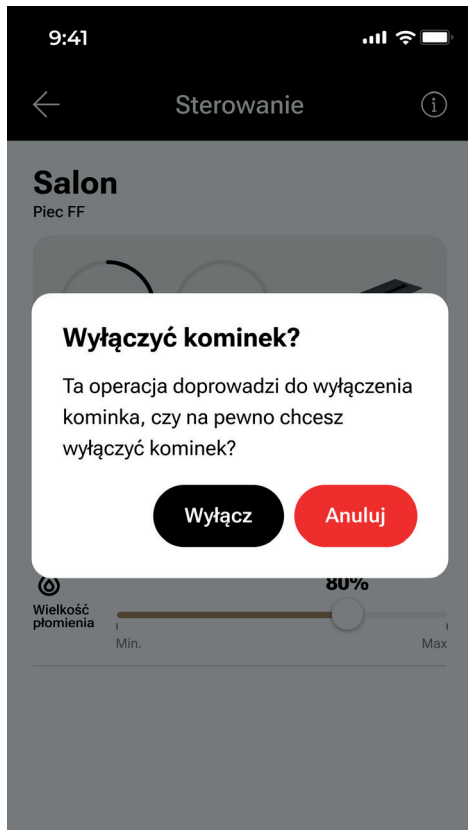 9:41
Sterowanie
Salon
Piec FF
Wyłączyć kominek?
Ta operacja doprowadzi do wyłączenia
kominka, czy na pewno chcesz
wyłączyć kominek?
Wyłącz
Anuluj
80%
Wielkość
płomienia
Min.
Max